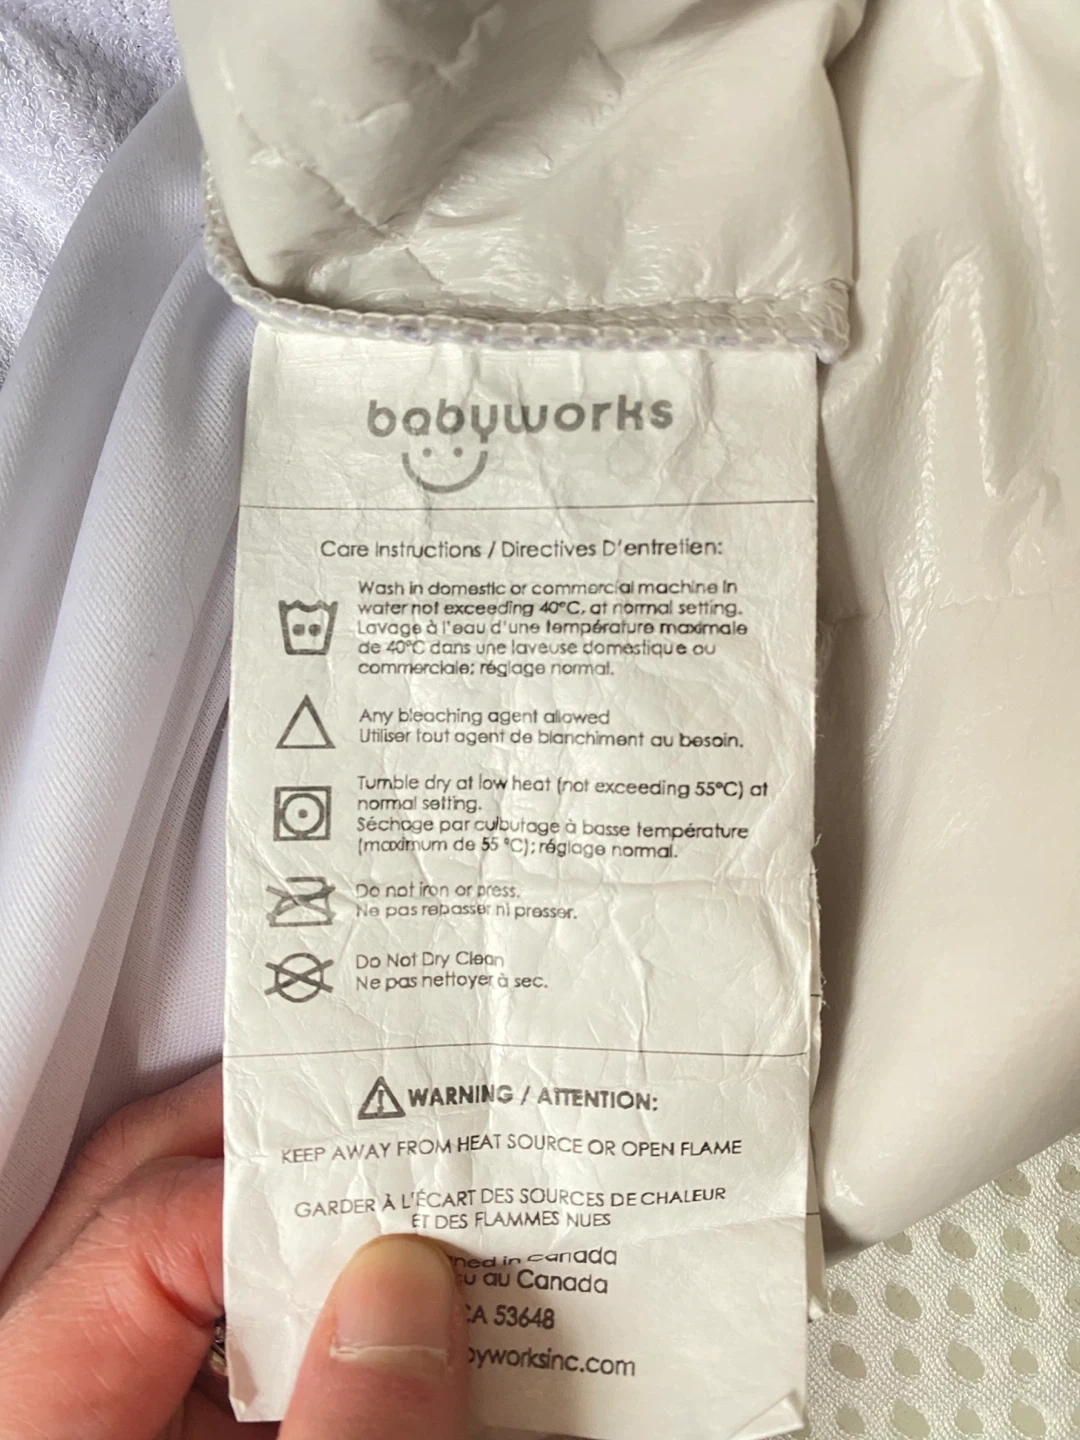 babyworks
Care Instructions / Directives D'entretien:
Wash in domestic or commercial machine in
water not exceeding 40°C, at normal setting.
Lavage à l'eau d'une température maximale
de 40°C dans une laveuse domestique ou
commerciale; réglage normal.
Any bleaching agent allowed
Utiliser tout agent de blanchiment au besoin.
Tumble dry at low heat (not exceeding 55°C) at
normal setting.
Séchage par culbutage à basse température
(maximum de 55 °C); réglage normal.
Do not iron or press.
Ne pas repasser ni presser.
Do Not Dry Clean
Ne pas nettoyer à sec.
WARNING / ATTENTION:
KEEP AWAY FROM HEAT SOURCE OR OPEN FLAME
GARDER À L'ÉCART DES SOURCES DE CHALEUR
ET DES FLAMMES NUES
in Canada
au Canada
CA 53648
byworksinc.com